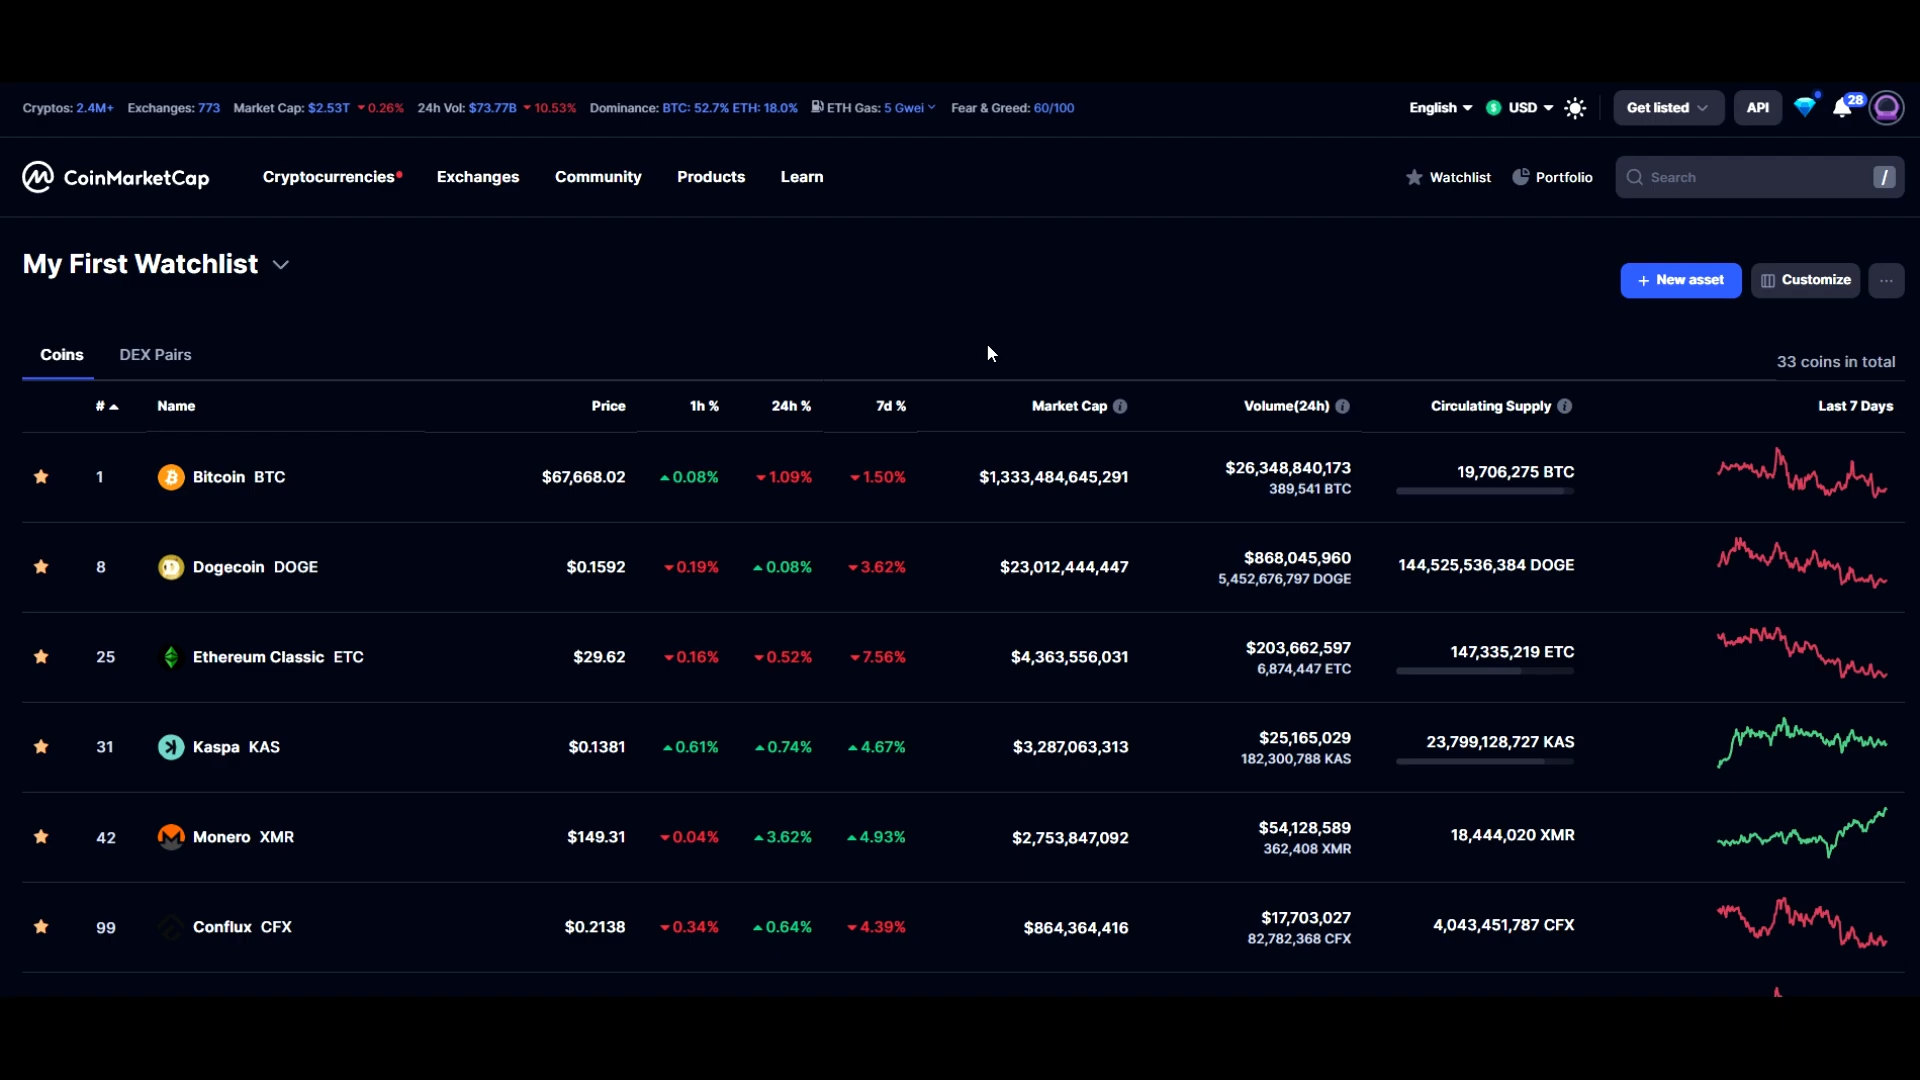 Cryptos: 2.4M+ Exchanges: 773 Market Cap: $2.53T 0.26% 24h Vol: $73.77B 10.53% Dominance: BTC: 52.7% ETH: 18.0% ETH Gas: 5 Gwei Fear & Greed: 60/100 English USD Get listed API 28
CoinMarketCap Cryptocurrencies Exchanges Community Products Learn Watchlist Portfolio Search /
My First Watchlist
+ New asset Customize ...
Coins DEX Pairs
33 coins in total
# Name Price 1h % 24h % 7d % Market Cap Volume(24h) Circulating Supply Last 7 Days
1 Bitcoin BTC $67,668.02 0.08% 1.09% 1.50% $1,333,484,645,291 $26,348,840,173 19,706,275 BTC
389,541 BTC
8 Dogecoin DOGE $0.1592 0.19% 0.08% 3.62% $23,012,444,447 $868,045,960 144,525,536,384 DOGE
5,452,676,797 DOGE
25 Ethereum Classic ETC $29.62 0.16% 0.52% 7.56% $4,363,556,031 $203,662,597 147,335,219 ETC
6,874,447 ETC
31 Kaspa KAS $0.1381 0.61% 0.74% 4.67% $3,287,063,313 $25,165,029 23,799,128,727 KAS
182,300,788 KAS
42 Monero XMR $149.31 0.04% 3.62% 4.93% $2,753,847,092 $54,128,589 18,444,020 XMR
362,408 XMR
99 Conflux CFX $0.2138 0.34% 0.64% 4.39% $864,364,416 $17,703,027 4,043,451,787 CFX
82,782,368 CFX